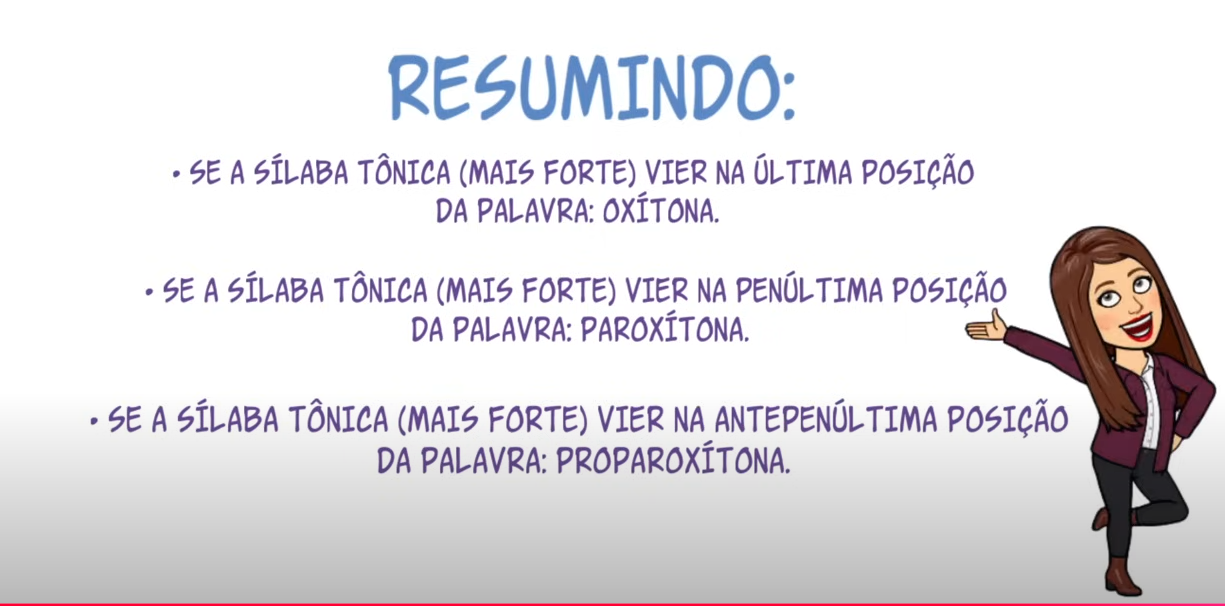 RESUMINDO:
• SE A SÍLABA TÔNICA (MAIS FORTE) VIER NA ÚLTIMA POSIÇÃO
DA PALAVRA: OXÍTONA.
• SE A SÍLABA TÔNICA (MAIS FORTE) VIER NA PENÚLTIMA POSIÇÃO
DA PALAVRA: PAROXÍTONA.
• SE A SÍLABA TÔNICA (MAIS FORTE) VIER NA ANTEPENÚLTIMA POSIÇÃO
DA PALAVRA: PROPAROXÍTONA.